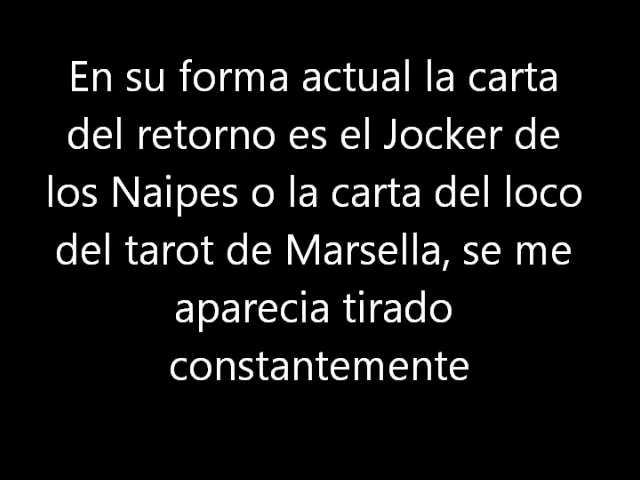 En su forma actual la carta
del retorno es el Jocker de
los Naipes o la carta del loco
del tarot de Marsella, se me
aparecia tirado
constantemente